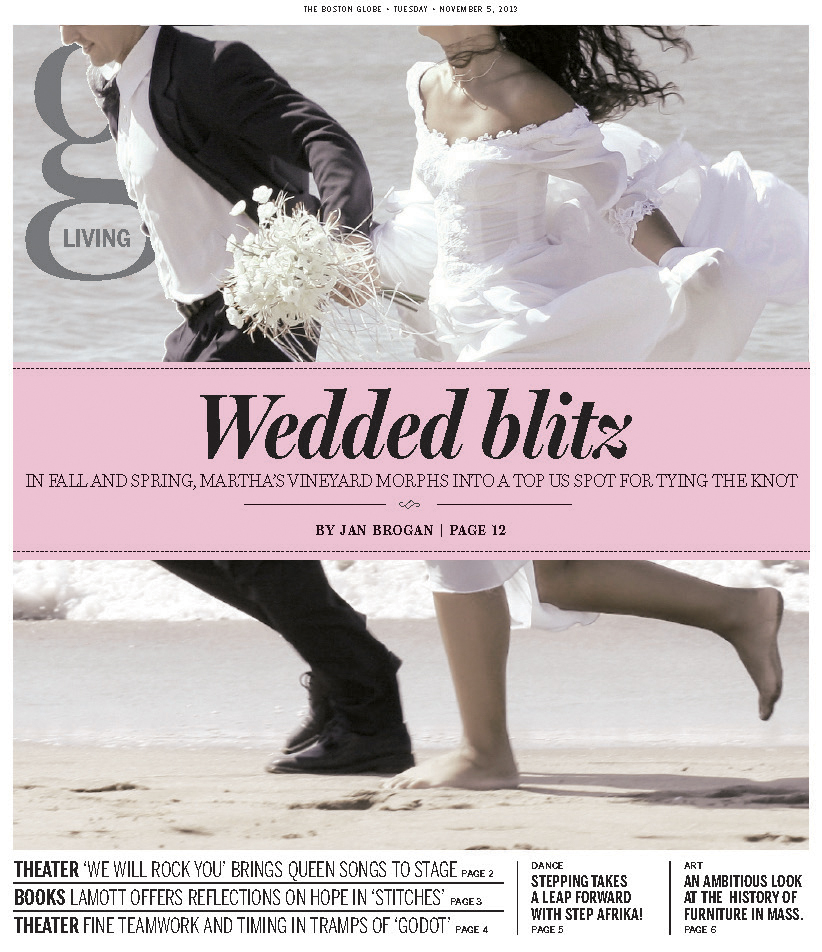 THE BOSTON GLOBE • TUESDAY • NOVEMBER 5, 2013
g
LIVING
Wedded blitz
IN FALL AND SPRING, MARTHA'S VINEYARD MORPHS INTO A TOP US SPOT FOR TYING THE KNOT
BY JAN BROGAN | PAGE 12
THEATER ‘WE WILL ROCK YOU’ BRINGS QUEEN SONGS TO STAGE PAGE 2
BOOKS LAMOTT OFFERS REFLECTIONS ON HOPE IN ‘STITCHES’ PAGE 3
THEATER FINE TEAMWORK AND TIMING IN TRAMPS OF ‘GODOT’ PAGE 4
DANCE
STEPPING TAKES
A LEAP FORWARD
WITH STEP AFRIKA!
PAGE 5
ART
AN AMBITIOUS LOOK
AT THE HISTORY OF
FURNITURE IN MASS.
PAGE 6